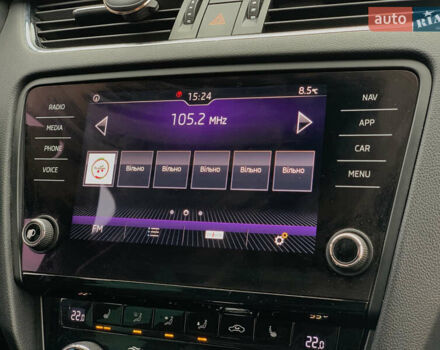 auto RIA
15:24
8.5°C
RADIO
MEDIA
PHONE
VOICE
105.2 MHz
Вільно Вільно Вільно Вільно Вільно
FM
NAV
APP
CAR
MENU
22.0
22.0